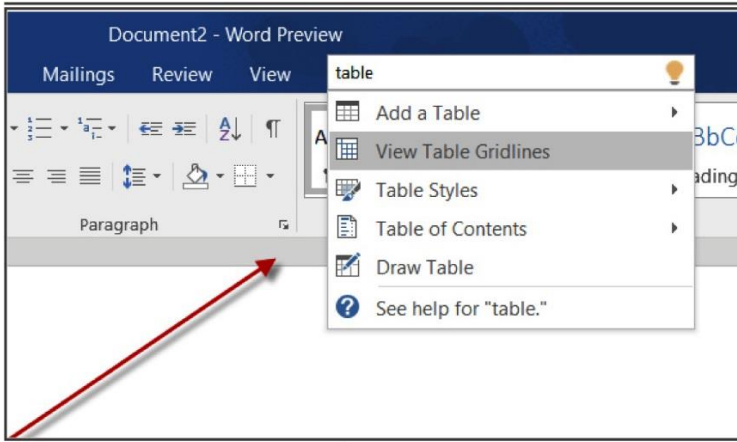 Document2 - Word Preview
Mailings Review View
table
Add a Table
View Table Gridlines
Table Styles
Table of Contents
Draw Table
See help for "table."
Paragraph